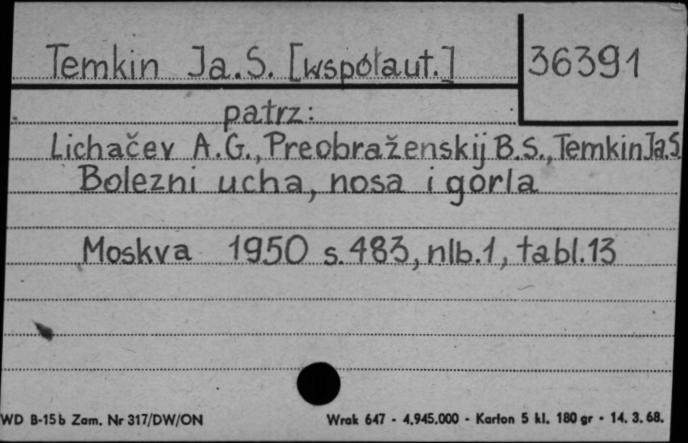 Temkin Ja.S. [współaut.] 36391
patrz:
Lichačev A.G., Preobraženskij B.S., Temkin Ja.S.
Bolezni ucha, nosa i gorla
Moskva 1950 s.483, nlb.1, tabl.13
WD B-15b Zam. Nr 317/DW/ON Wrak 647 - 4.945.000 - Karton 5 kl. 180 gr - 14. 3. 68.